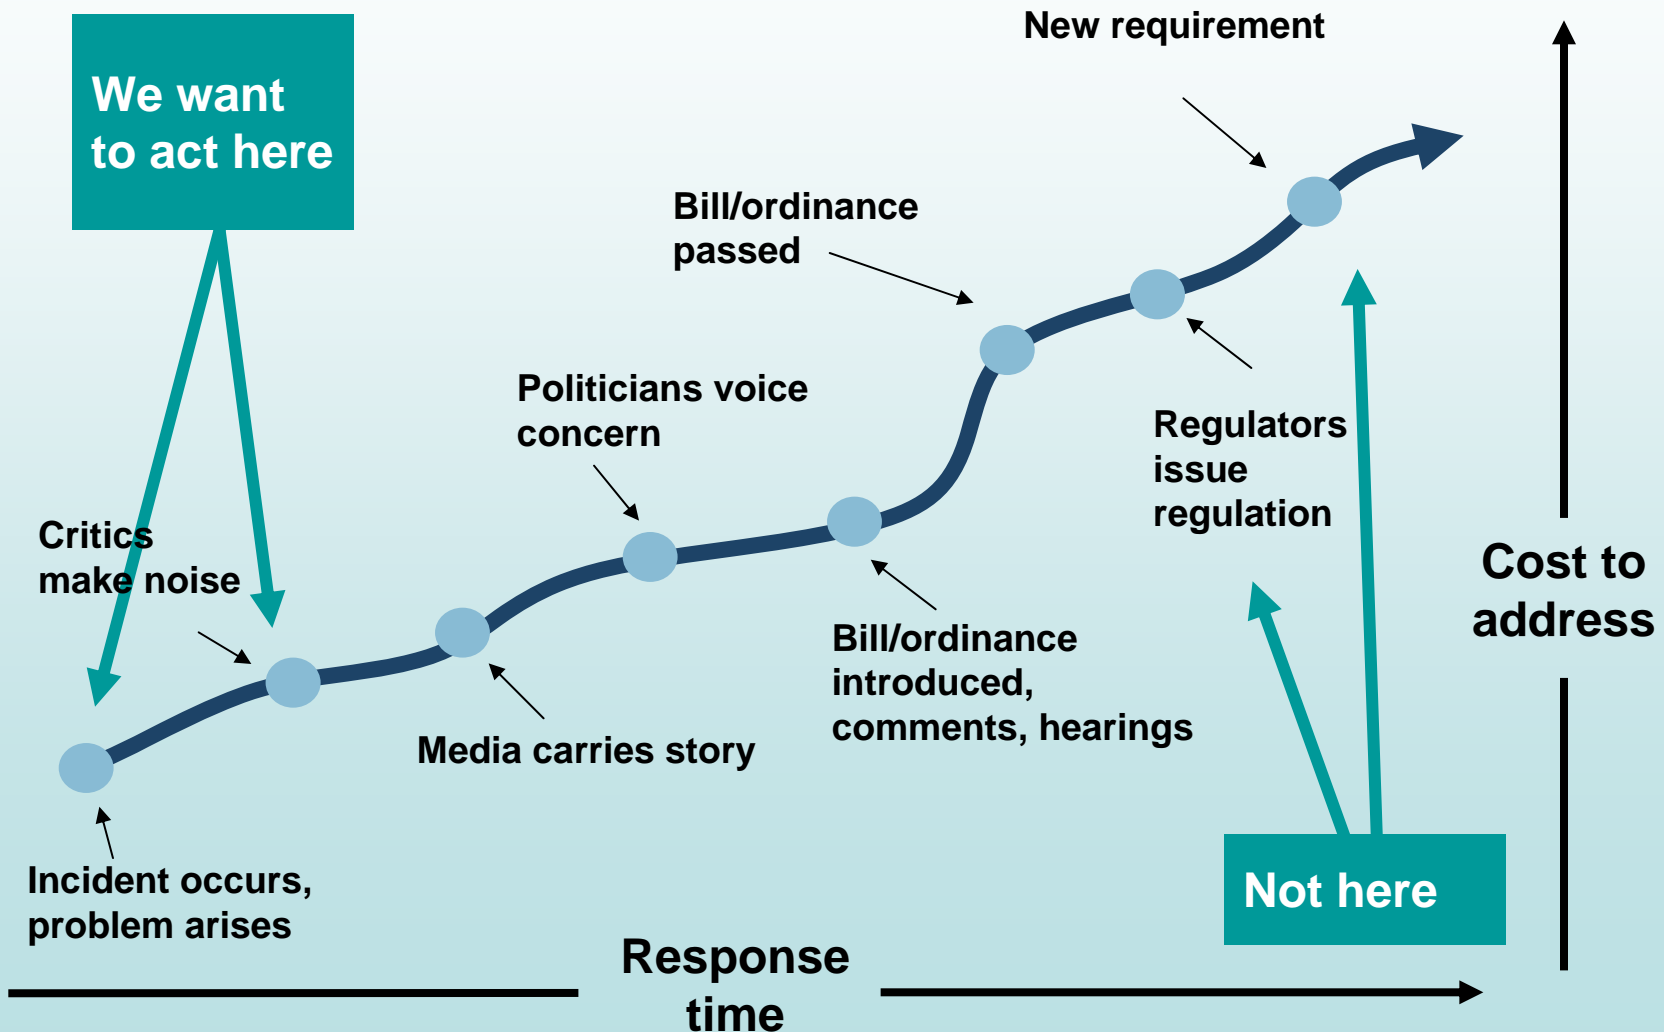 New requirement
We want
to act here
Bill/ordinance
passed
Politicians voice
concern
Regulators
issue
regulation
Critics
make noise
Cost to
address
Bill/ordinance
introduced,
comments, hearings
Media carries story
Incident occurs,
problem arises
Not here
Response
time